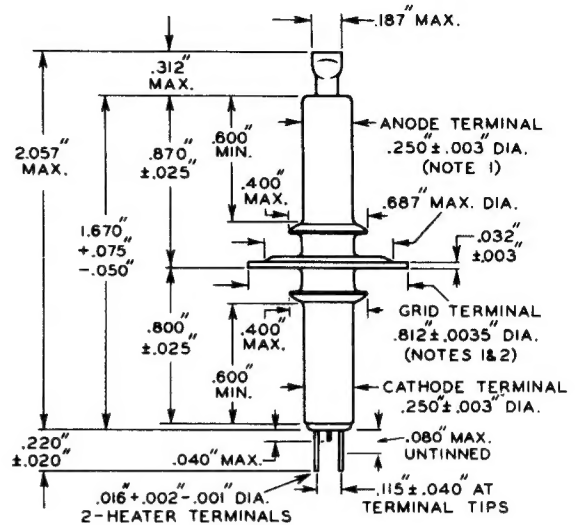 .187" MAX.
.312"
MAX.
2.057"
MAX.
.870"
±.025"
.600"
MIN.
ANODE TERMINAL
.250"±.003" DIA.
(NOTE 1)
.400"
MAX.
.687" MAX. DIA.
1.670"
+.075"
-.050"
.032"
±.003"
.800"
±.025"
.400"
MAX.
GRID TERMINAL
.812"±.0035" DIA.
(NOTES 1&2)
.600"
MIN.
CATHODE TERMINAL
.250"±.003" DIA.
.220"
±.020"
.040" MAX.
.080" MAX.
UNTINNED
.016"+.002"-.001" DIA.
2-HEATER TERMINALS
.115"±.040" AT
TERMINAL TIPS